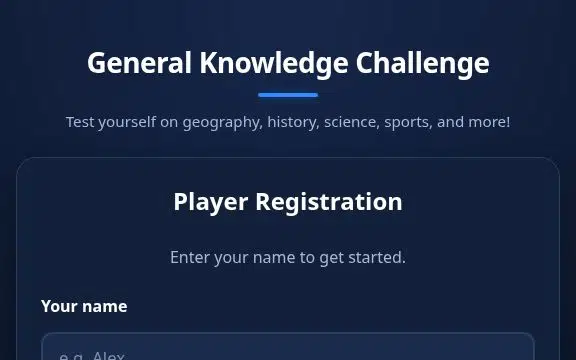 General Knowledge Challenge
Test yourself on geography, history, science, sports, and more!
Player Registration
Enter your name to get started.
Your name
e.g. Alex